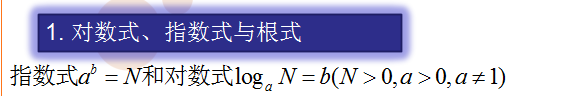 1. 对数式、指数式与根式
指数式a^b = N和对数式log_a N = b(N > 0, a > 0, a ≠ 1)